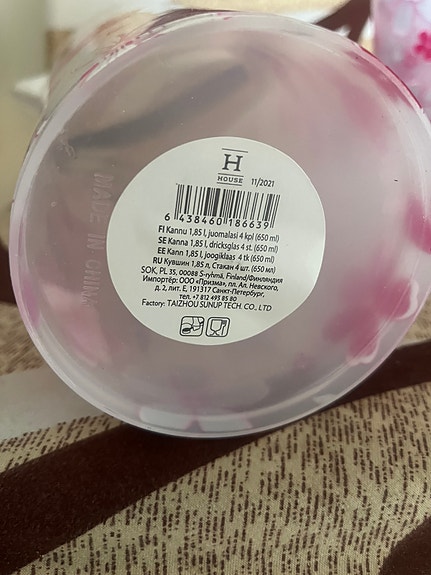 H
HOUSE
11/2021
6 438460 186639
FI Kannu 1,85 l, juomalasi 4 kpl (650 ml)
SE Kanna 1,85 l, dricksglas 4 st. (650 ml)
EE Kann 1,85 l, joogiklaas 4 tk (650 ml)
RU Кувшин 1,85 л, Стакан 4 шт. (650 мл)
SOK, PL 35, 00088 S-ryhmä, Finland/Финляндия
Импортёр: ООО «Призма», пл. Ал. Невского,
д. 2, лит. Е, 191317 Санкт-Петербург,
тел. +7 812 493 85 80
Factory: TAIZHOU SUNUP TECH. CO., LTD
MADE IN CHINA